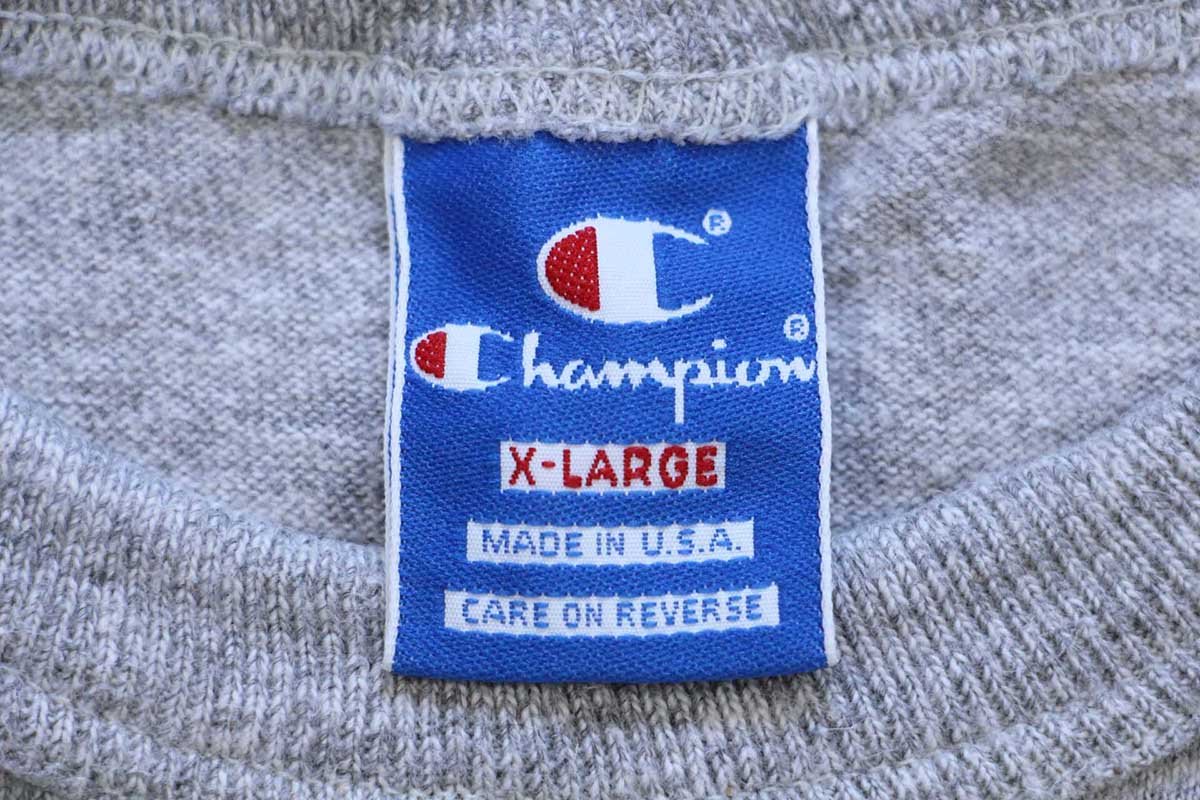 C®
Champion®
X-LARGE
MADE IN U.S.A.
CARE ON REVERSE